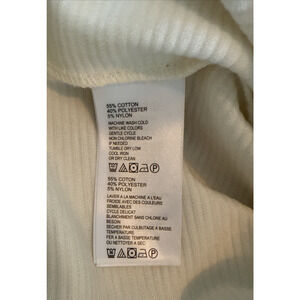 55% COTTON
40% POLYESTER
5% NYLON
MACHINE WASH COLD
WITH LIKE COLORS
GENTLE CYCLE
NON CHLORINE BLEACH
IF NEEDED
TUMBLE DRY LOW
COOL IRON
OR DRY CLEAN
55% COTTON
40% POLYESTER
5% NYLON
LAVER A LA MACHINE A L'EAU
FROIDE AVEC DES COULEURS
SEMBLABLES
CYCLE DELICAT
BLANCHIMENT SANS CHLORE AU
BESOIN
SECHER PAR CULBUTAGE A BASSE
TEMPERATURE
FER A BASSE TEMPERATURE
OU NETTOYER A SEC